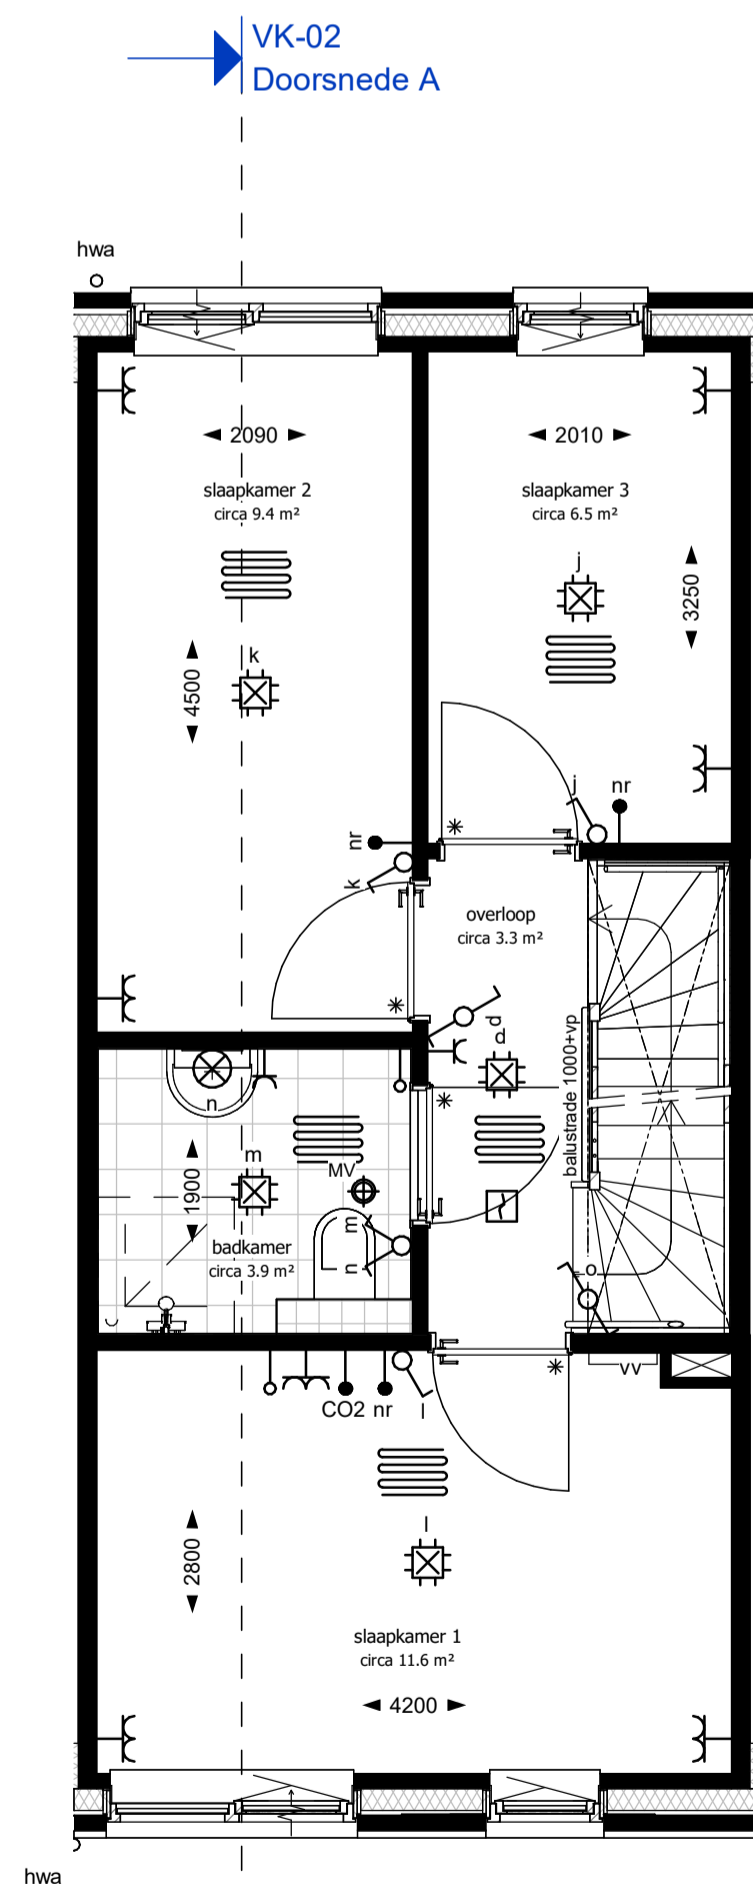 VK-02
Doorsnede A
hwa
2090
2010
slaapkamer 2
circa 9.4 m²
slaapkamer 3
circa 6.5 m²
j
3250
k
4500
j
nr
nr
k
overloop
circa 3.3 m²
d
d
balustrade 1000+vp
n
m
MV
1900
m
n
badkamer
circa 3.9 m²
o
vv
CO2 nr
l
l
2800
slaapkamer 1
circa 11.6 m²
4200
hwa